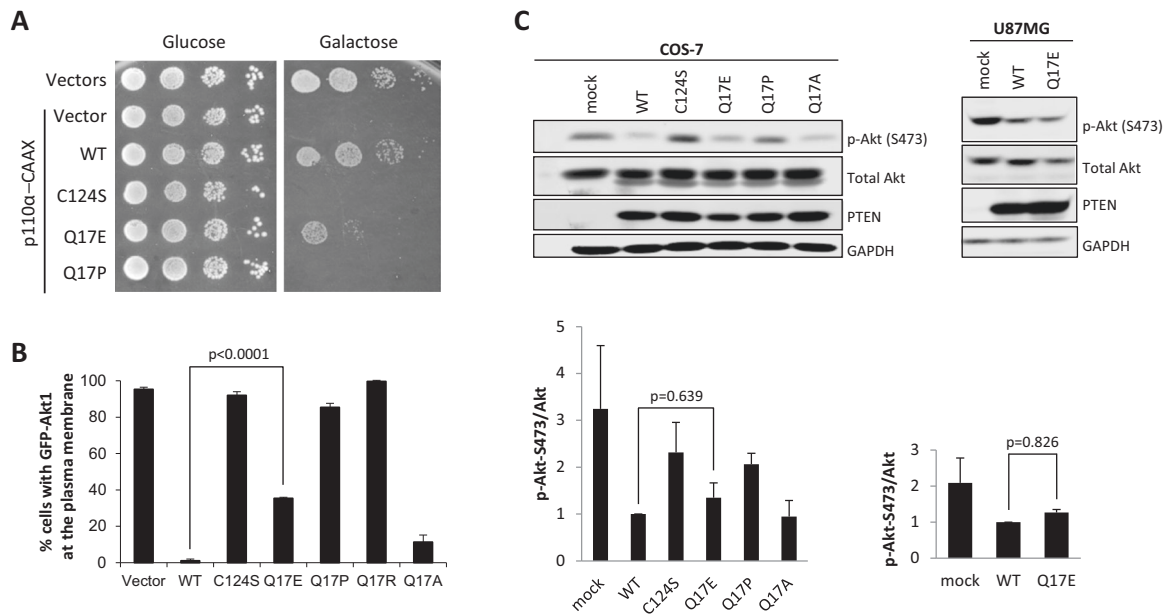 A
Glucose
Galactose
Vectors
Vector
WT
C124S
Q17E
Q17P
p110α–CAAX
B
p<0.0001
% cells with GFP-Akt1
at the plasma membrane
100
80
60
40
20
0
Vector WT C124S Q17E Q17P Q17R Q17A
C
COS-7
mock WT C124S Q17E Q17P Q17A
p-Akt (S473)
Total Akt
PTEN
GAPDH
U87MG
mock WT Q17E
p-Akt (S473)
Total Akt
PTEN
GAPDH
p-Akt-S473/Akt
5
4
3
2
1
0
p=0.639
mock WT C124S Q17E Q17P Q17A
p-Akt-S473/Akt
3
2
1
0
p=0.826
mock WT Q17E